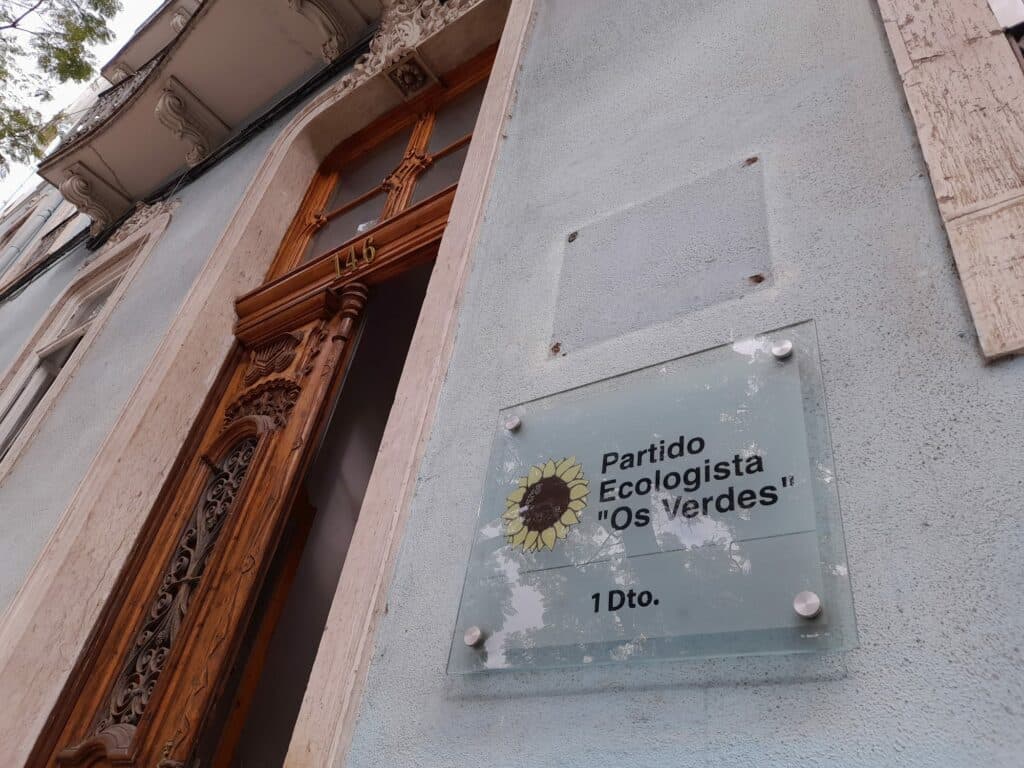 146
Partido
Ecologista
"Os Verdes"
1 Dto.